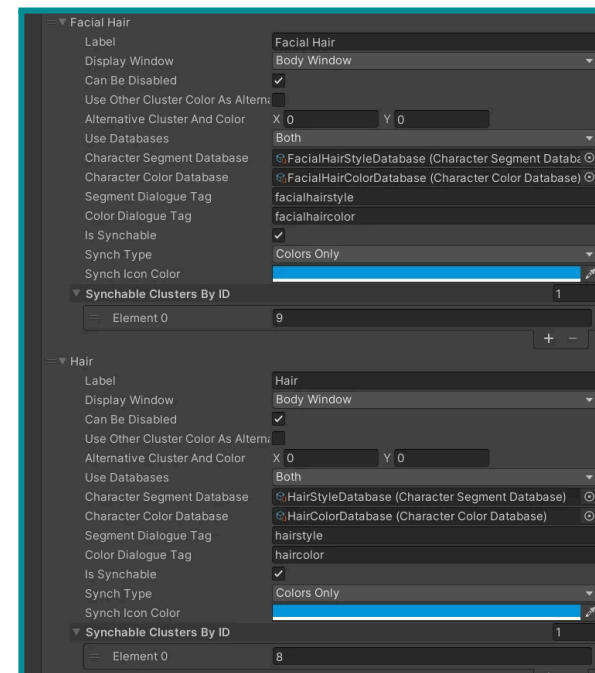 Facial Hair
Label Facial Hair
Display Window Body Window
Can Be Disabled
Use Other Cluster Color As Alterna
Alternative Cluster And Color X 0 Y 0
Use Databases Both
Character Segment Database FacialHairStyleDatabase (Character Segment Databa
Character Color Database FacialHairColorDatabase (Character Color Database)
Segment Dialogue Tag facialhairstyle
Color Dialogue Tag facialhaircolor
Is Synchable
Synch Type Colors Only
Synch Icon Color
Synchable Clusters By ID 1
Element 0 9
+ −
Hair
Label Hair
Display Window Body Window
Can Be Disabled
Use Other Cluster Color As Alterna
Alternative Cluster And Color X 0 Y 0
Use Databases Both
Character Segment Database HairStyleDatabase (Character Segment Database)
Character Color Database HairColorDatabase (Character Color Database)
Segment Dialogue Tag hairstyle
Color Dialogue Tag haircolor
Is Synchable
Synch Type Colors Only
Synch Icon Color
Synchable Clusters By ID 1
Element 0 8